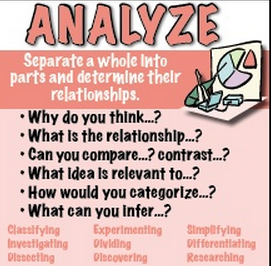 ANALYZE
Separate a whole into
parts and determine their
relationships.
• Why do you think...?
• What is the relationship...?
• Can you compare...? contrast...?
• What idea is relevant to...?
• How would you categorize...?
• What can you infer...?
Classifying Experimenting Simplifying
Investigating Dividing Differentiating
Dissecting Discovering Researching